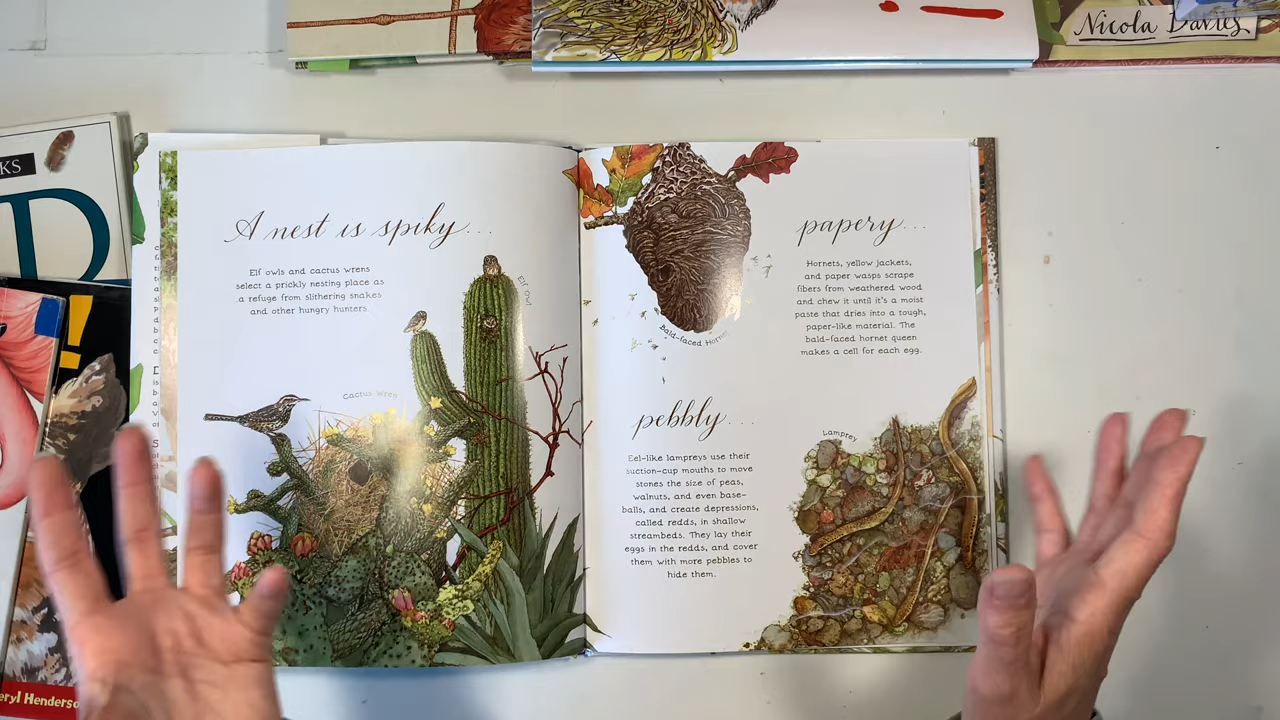 Nicola Davies
KS
D
!
A nest is spiky...
Elf owls and cactus wrens
select a prickly nesting place as
a refuge from slithering snakes
and other hungry hunters.
Elf Owl
Cactus Wren
papery...
Hornets, yellow jackets,
and paper wasps scrape
fibers from weathered wood
and chew it until it's a moist
paste that dries into a tough,
paper-like material. The
bald-faced hornet queen
makes a cell for each egg.
Bald-faced Hornet
pebbly...
Eel-like lampreys use their
suction-cup mouths to move
stones the size of peas,
walnuts, and even base-
balls, and create depressions,
called redds, in shallow
streambeds. They lay their
eggs in the redds, and cover
them with more pebbles to
hide them.
Lamprey
eryl Henderso